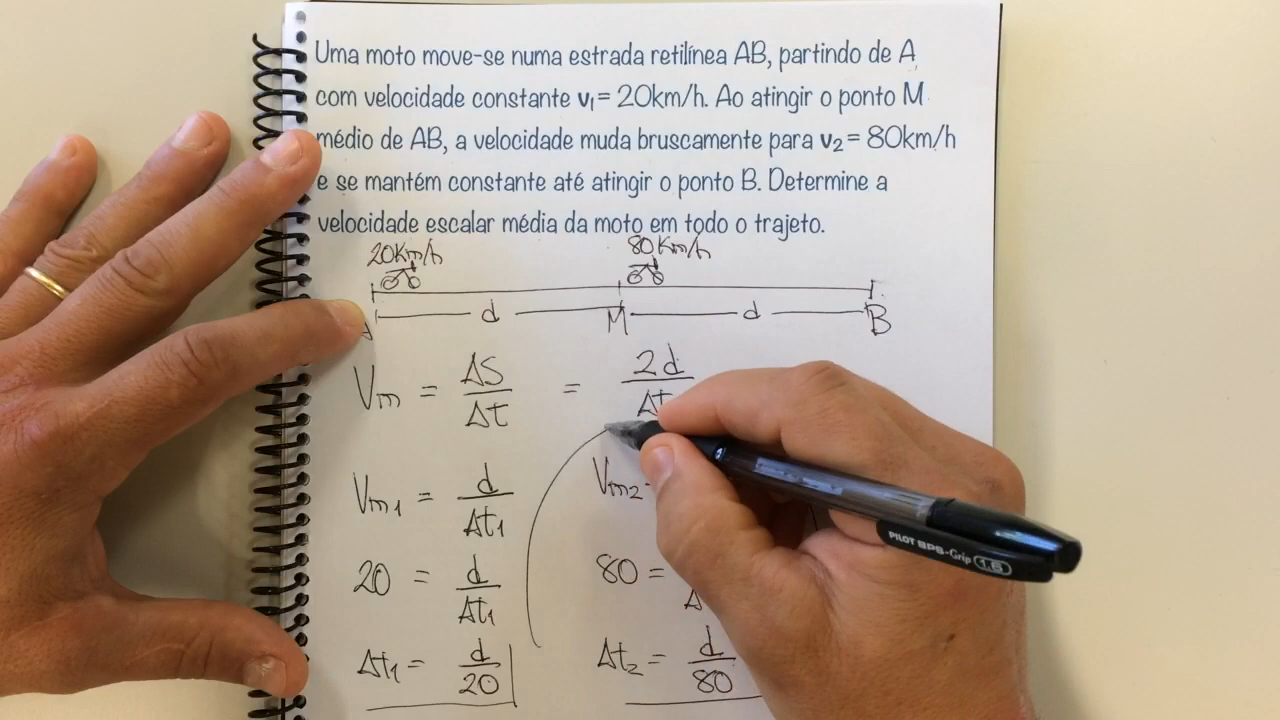 Uma moto move-se numa estrada retilínea AB, partindo de A
com velocidade constante v₁ = 20km/h. Ao atingir o ponto M
médio de AB, a velocidade muda bruscamente para v₂ = 80km/h
e se mantém constante até atingir o ponto B. Determine a
velocidade escalar média da moto em todo o trajeto.
20km/h 80km/h
d M d B
Vm = ΔS/Δt = 2d/Δt
Vm₁ = d/Δt₁ Vm₂
20 = d/Δt₁ 80 =
Δt₁ = d/20 Δt₂ = d/80
PILOT BPS-Grip 1.6